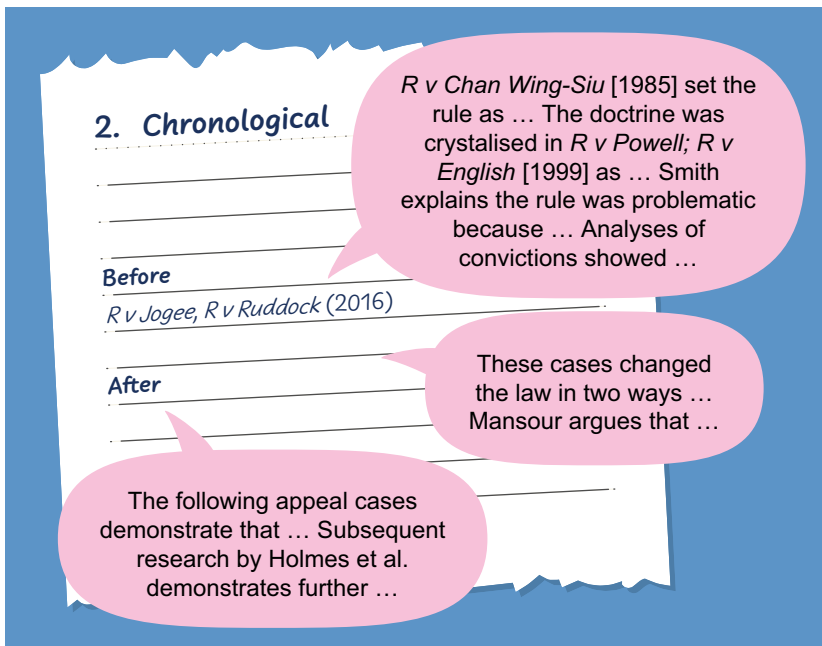 2. Chronological
R v Chan Wing-Siu [1985] set the
rule as … The doctrine was
crystalised in R v Powell; R v
English [1999] as … Smith
explains the rule was problematic
because … Analyses of
convictions showed …
Before
R v Jogee, R v Ruddock (2016)
These cases changed
the law in two ways …
Mansour argues that …
After
The following appeal cases
demonstrate that … Subsequent
research by Holmes et al.
demonstrates further …